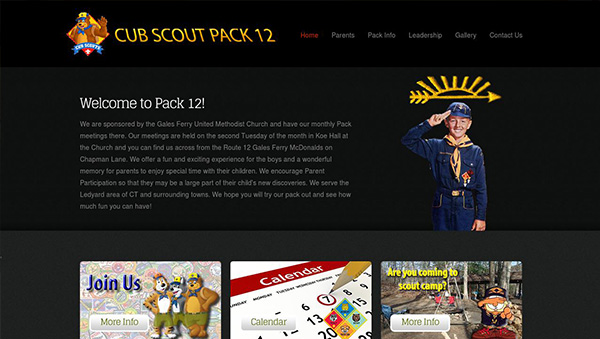 CUB SCOUTS
CUB SCOUT PACK 12
Home Parents Pack Info Leadership Gallery Contact Us
Welcome to Pack 12!
We are sponsored by the Gales Ferry United Methodist Church and have our monthly Pack
meetings there. Our meetings are held on the second Tuesday of the month in Koe Hall at
the Church and you can find us across from the Route 12 Gales Ferry McDonalds on
Chapman Lane. We offer a fun and exciting experience for the boys and a wonderful
memory for parents to enjoy special time with their children. We encourage Parent
Participation so that they may be a large part of their child's new discoveries. We serve the
Ledyard area of CT and surrounding towns. We hope you will try our pack out and see how
much fun you can have!
Join Us
More Info
Calendar
MONDAY TUESDAY WEDNESDAY THURSDAY
7
Calendar
Are you coming to
scout camp?
More Info